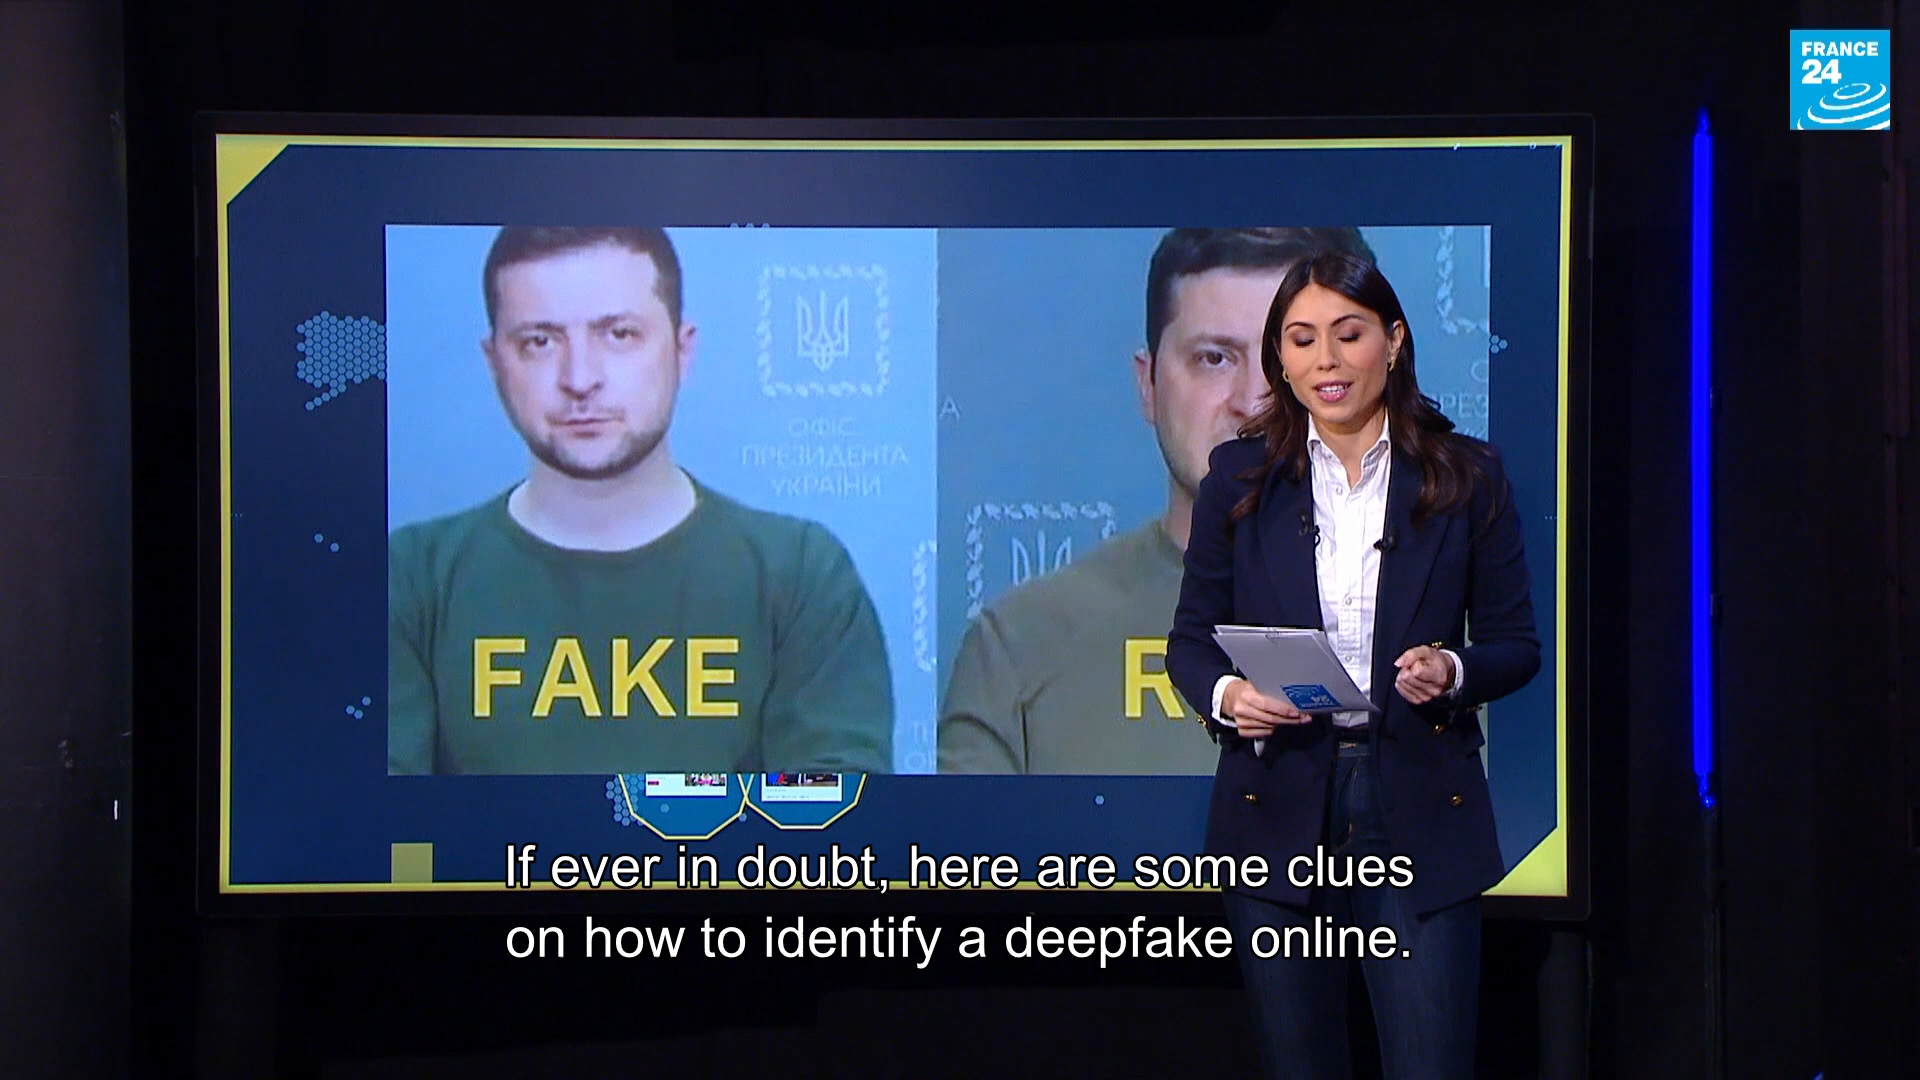 FRANCE
24
ОФІС
ПРЕЗИДЕНТА
УКРАЇНИ
FAKE
If ever in doubt, here are some clues
on how to identify a deepfake online.